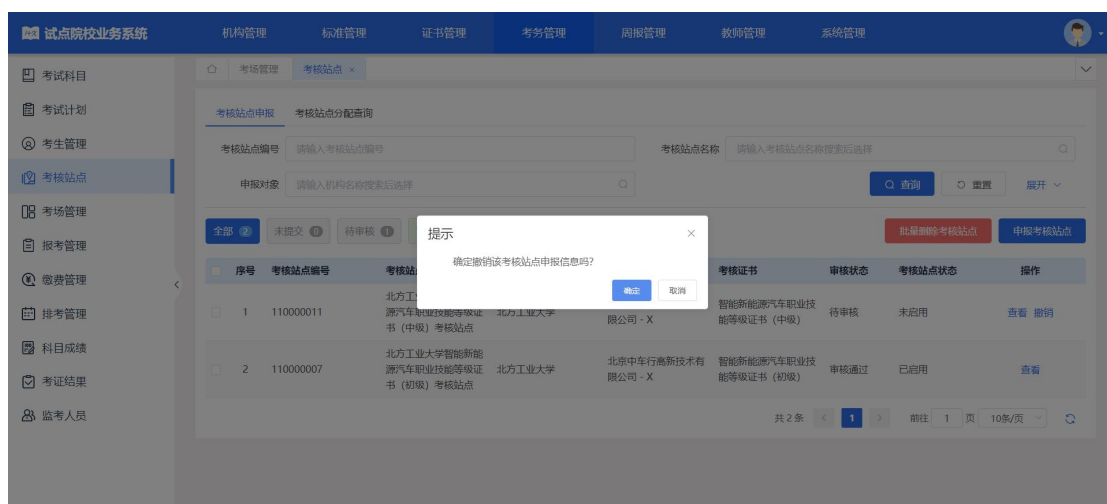 试点院校业务系统 机构管理 标准管理 证书管理 考务管理 周报管理 教师管理 系统管理
考试科目
考试计划
考生管理
考核站点
考场管理
报考管理
缴费管理
排考管理
科目成绩
考证结果
监考人员
考场管理 考核站点 ×
考核站点申报 考核站点分配查询
考核站点编号 请输入考核站点编号 考核站点名称 请输入考核站点名称搜索后选择
申报对象 请输入机构名称搜索后选择 查询 重置 展开
全部 2 未提交 0 待审核 1 批量删除考核站点 申报考核站点
提示 ×
确定撤销该考核站点申报信息吗?
确定 取消
序号 考核站点编号 考核站 考核证书 审核状态 考核站点状态 操作
1 110000011 北方工 源汽车职业技能等级证 书（中级）考核站点 北方工业大学 限公司 - X 智能新能源汽车职业技 能等级证书（中级） 待审核 未启用 查看 撤销
2 110000007 北方工业大学智能新能 源汽车职业技能等级证 书（初级）考核站点 北方工业大学 北京中车行高新技术有 限公司 - X 智能新能源汽车职业技 能等级证书（初级） 审核通过 已启用 查看
共 2 条 < 1 > 前往 1 页 10条/页